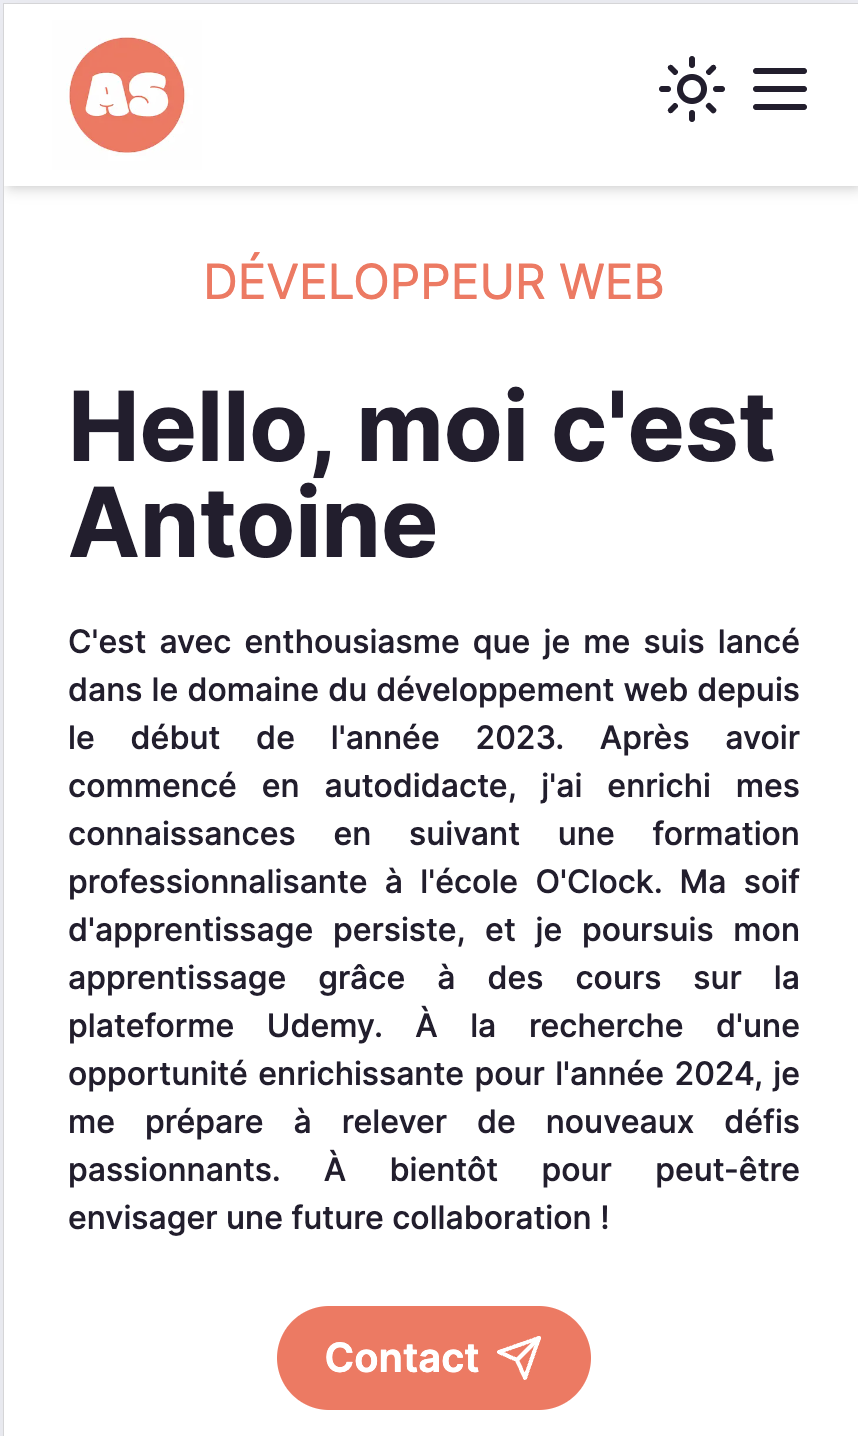 AS
DÉVELOPPEUR WEB
Hello, moi c'est
Antoine
C'est avec enthousiasme que je me suis lancé
dans le domaine du développement web depuis
le début de l'année 2023. Après avoir
commencé en autodidacte, j'ai enrichi mes
connaissances en suivant une formation
professionnalisante à l'école O'Clock. Ma soif
d'apprentissage persiste, et je poursuis mon
apprentissage grâce à des cours sur la
plateforme Udemy. À la recherche d'une
opportunité enrichissante pour l'année 2024, je
me prépare à relever de nouveaux défis
passionnants. À bientôt pour peut-être
envisager une future collaboration !
Contact